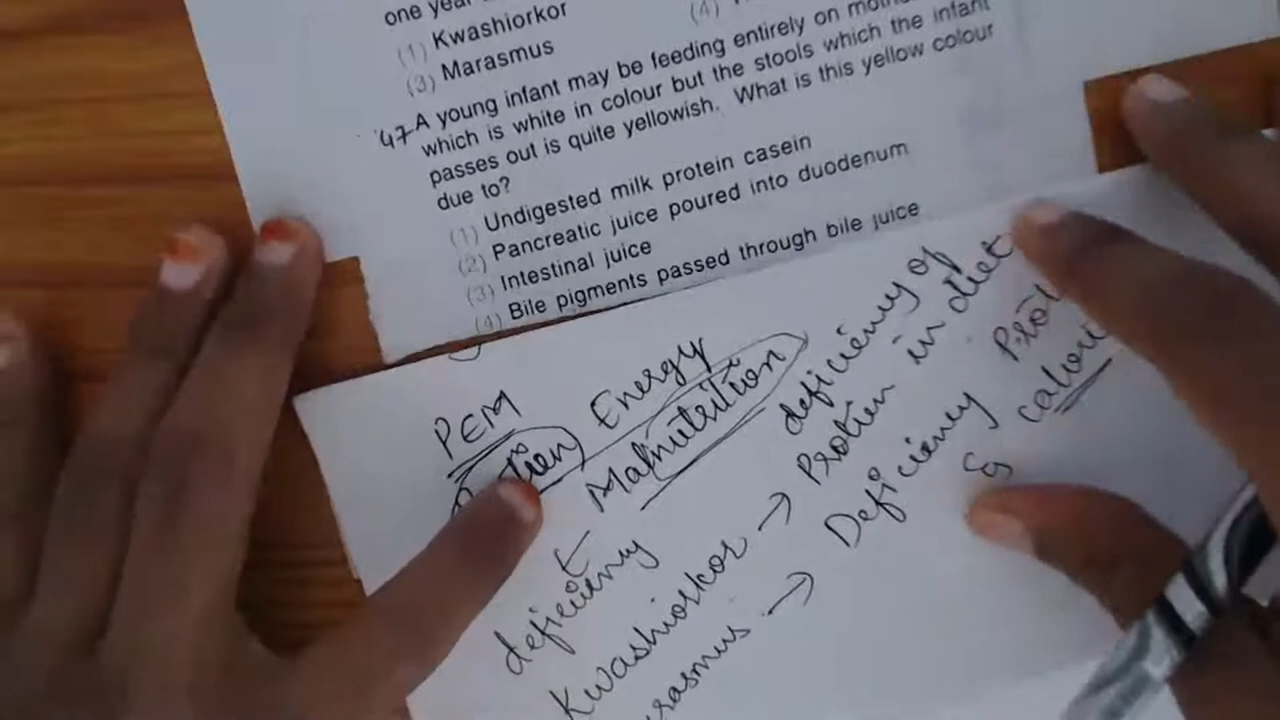 one year
(1) Kwashiorkor
(4)
(3) Marasmus
47 A young infant may be feeding entirely on
which is white in colour but the stools which the infant
passes out is quite yellowish. What is this yellow colour
due to?
(1) Undigested milk protein casein
(2) Pancreatic juice poured into duodenum
(3) Intestinal juice
(4) Bile pigments passed through bile juice
PEM
Energy
Malnutrition
deficiency
Kwashiorkor → deficiency of
Protien in diet
→ Deficiency
&